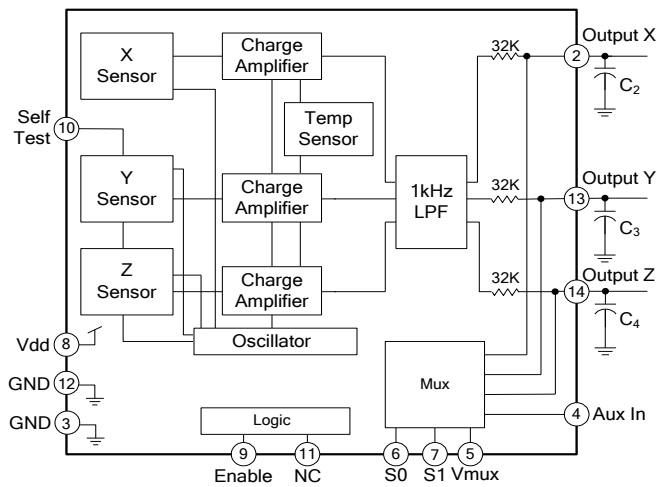 X
Sensor
Charge
Amplifier
32K
Output X
2
C2
Temp
Sensor
Self
Test
10
Y
Sensor
Charge
Amplifier
1kHz
LPF
32K
Output Y
13
C3
Z
Sensor
Charge
Amplifier
32K
Output Z
14
C4
Oscillator
Vdd
8
GND
12
GND
3
Mux
4
Aux In
Logic
9
11
6
7
5
Enable
NC
S0
S1
Vmux